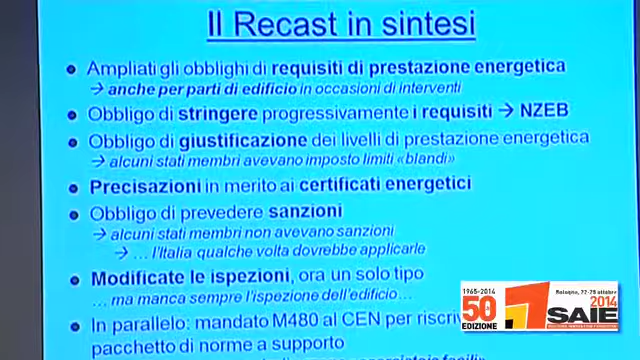 Il Recast in sintesi
Ampliati gli obblighi di requisiti di prestazione energetica
→ anche per parti di edificio in occasioni di interventi
Obbligo di stringere progressivamente i requisiti → NZEB
Obbligo di giustificazione dei livelli di prestazione energetica
→ alcuni stati membri avevano imposto limiti «blandi»
Precisazioni in merito ai certificati energetici
Obbligo di prevedere sanzioni
→ alcuni stati membri non avevano sanzioni
→ ... l'Italia qualche volta dovrebbe applicarle
Modificate le ispezioni, ora un solo tipo
... ma manca sempre l'ispezione dell'edificio...
In parallelo: mandato M480 al CEN per riscriv
pacchetto di norme a supporto
1965-2014
50
EDIZIONE
Bologna, 22-25 ottobre
2014
SAIE